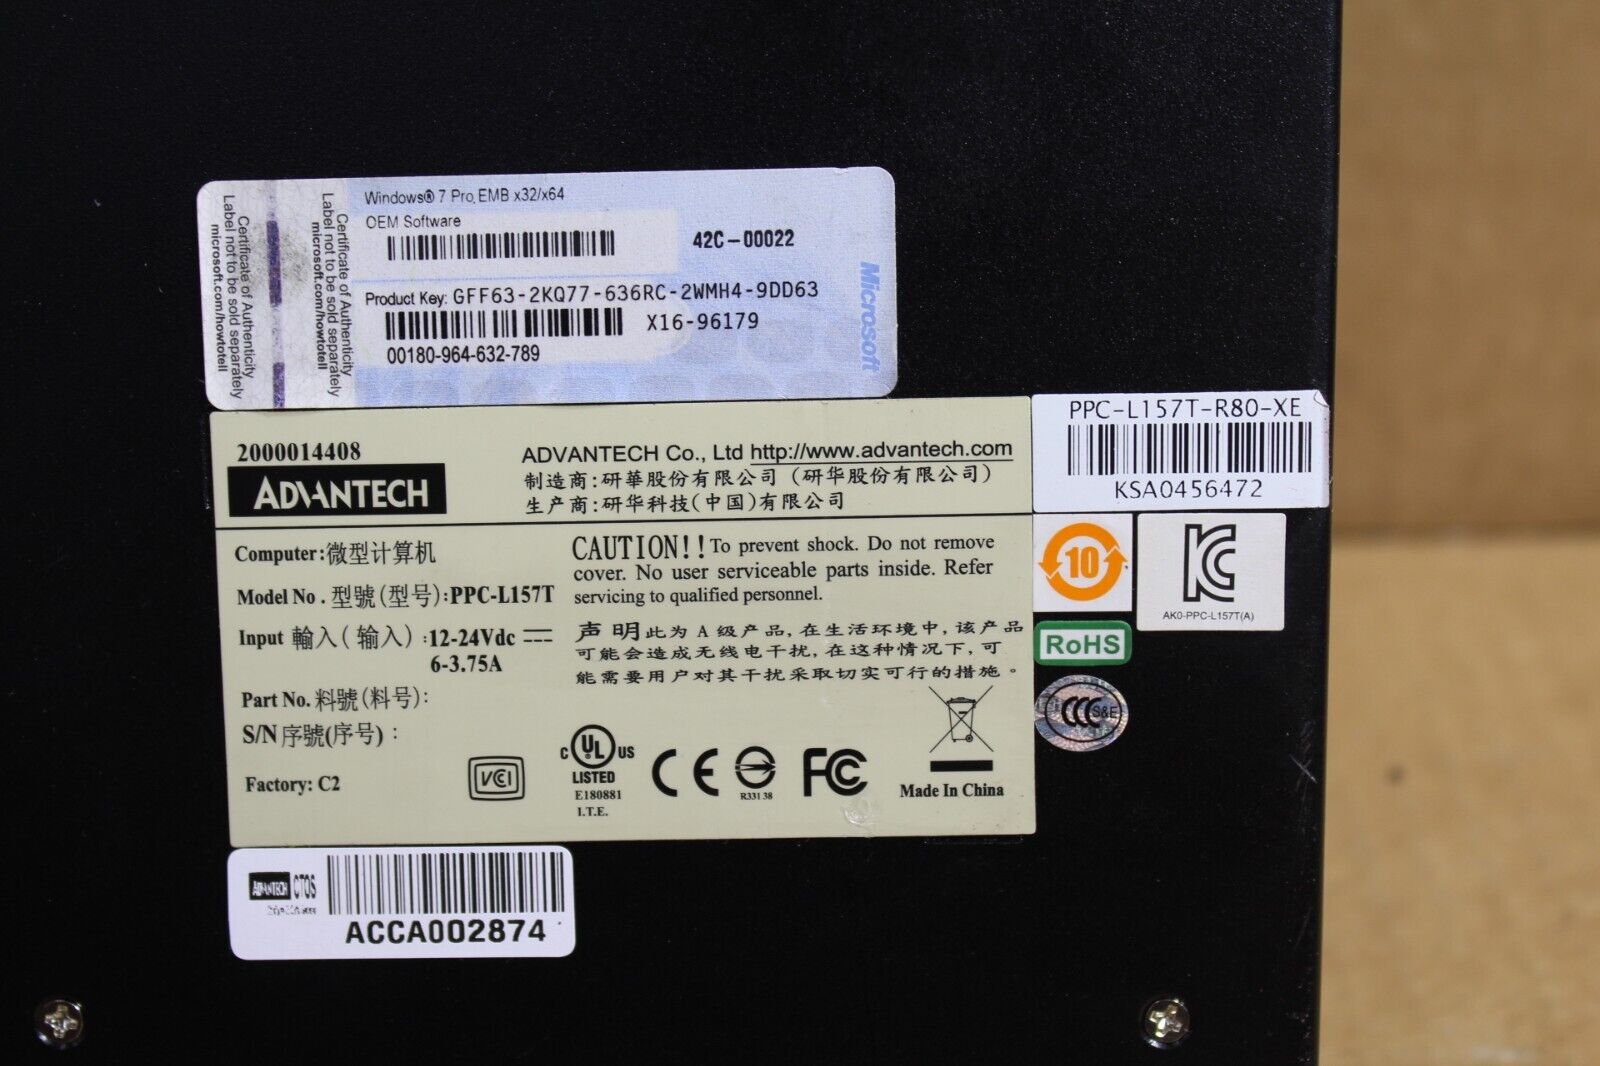 Certificate of Authenticity
Label not to be sold separately
microsoft.com/howtotell
Certificate of Authenticity
Label not to be sold separately
microsoft.com/howtotell
Windows® 7 Pro, EMB x32/x64
OEM Software
42C-00022
Product Key: GFF63-2KQ77-636RC-2WMH4-9DD63
X16-96179
00180-964-632-789
Microsoft
2000014408
ADVANTECH
ADVANTECH Co., Ltd http://www.advantech.com
制造商:研華股份有限公司 (研华股份有限公司)
生产商:研华科技(中国)有限公司
PPC-L157T-R80-XE
KSA0456472
Computer:微型计算机
Model No . 型號(型号):PPC-L157T
Input 輸入( 输入) :12-24Vdc
6-3.75A
Part No. 料號(料号):
S/N 序號(序号) :
Factory: C2
CAUTION!! To prevent shock. Do not remove
cover. No user serviceable parts inside. Refer
servicing to qualified personnel.
声明此为 A 级产品, 在生活环境中, 该产品
可能会造成无线电干扰, 在这种情况下, 可
能需要用户对其干扰采取切实可行的措施。
VCI
C UL US
LISTED
E180881
I.T.E.
CE
R33138
FC
Made In China
10
KC
AK0-PPC-L157T(A)
RoHS
CCC S&E
ADVANTECH CTOS
ACCA002874